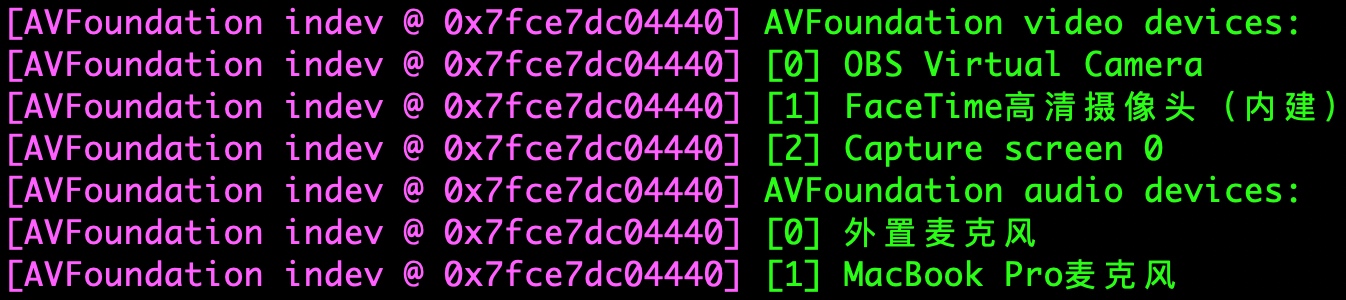 [AVFoundation indev @ 0x7fce7dc04440] AVFoundation video devices:
[AVFoundation indev @ 0x7fce7dc04440] [0] OBS Virtual Camera
[AVFoundation indev @ 0x7fce7dc04440] [1] FaceTime高清摄像头（内建）
[AVFoundation indev @ 0x7fce7dc04440] [2] Capture screen 0
[AVFoundation indev @ 0x7fce7dc04440] AVFoundation audio devices:
[AVFoundation indev @ 0x7fce7dc04440] [0] 外置麦克风
[AVFoundation indev @ 0x7fce7dc04440] [1] MacBook Pro麦克风